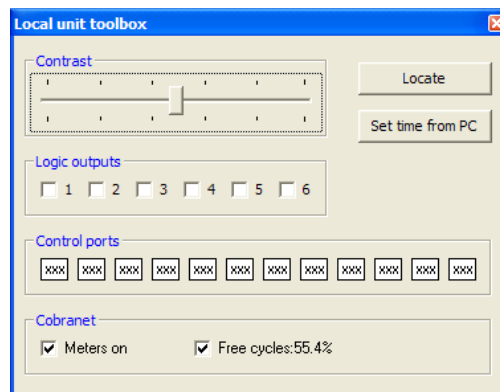 Local unit toolbox
Contrast
Locate
Set time from PC
Logic outputs
1 2 3 4 5 6
Control ports
xxx xxx xxx xxx xxx xxx xxx xxx xxx xxx xxx xxx
Cobranet
Meters on Free cycles:55.4%